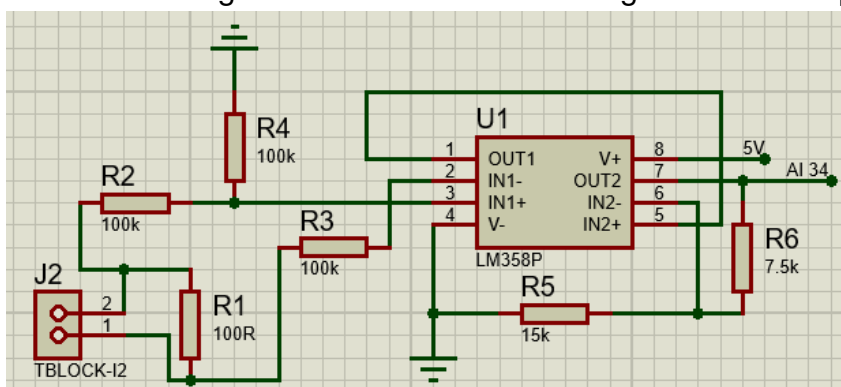 R4
100k
R2
100k
R3
100k
J2
2
1
TBLOCK-I2
R1
100R
U1
1 OUT1 V+ 8 5V
2 IN1- OUT2 7 AI 34
3 IN1+ IN2- 6
4 V- IN2+ 5
LM358P
R5
15k
R6
7.5k